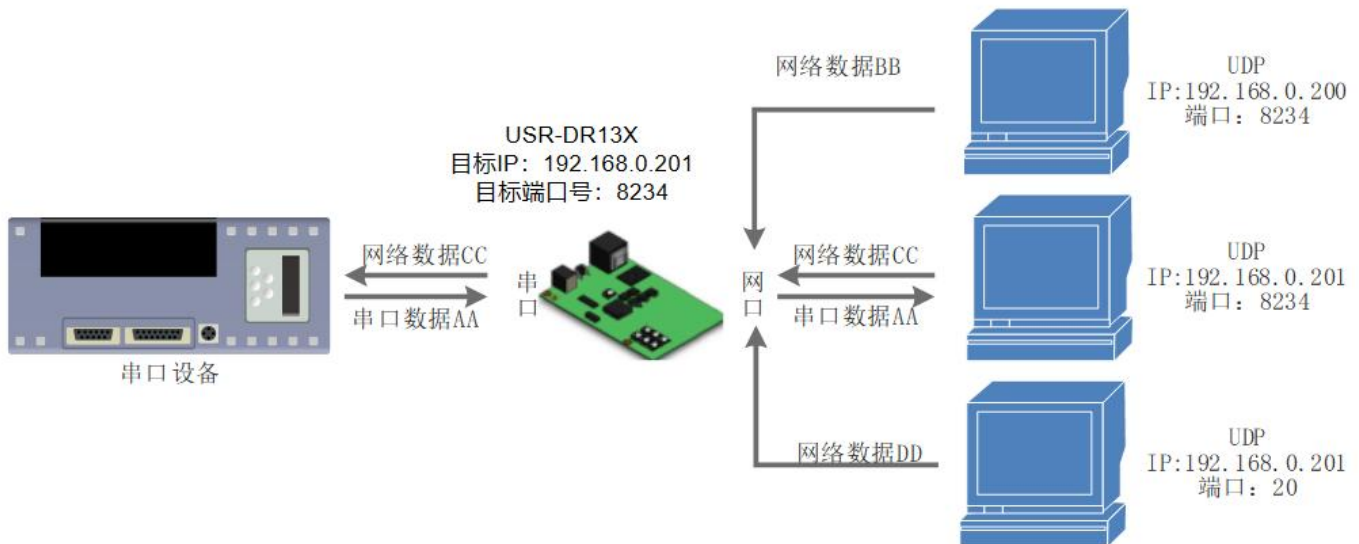 网络数据BB
UDP
IP:192.168.0.200
端口：8234
USR-DR13X
目标IP：192.168.0.201
目标端口号：8234
网络数据CC
串口数据AA
串口
网口
网络数据CC
串口数据AA
UDP
IP:192.168.0.201
端口：8234
串口设备
网络数据DD
UDP
IP:192.168.0.201
端口：20